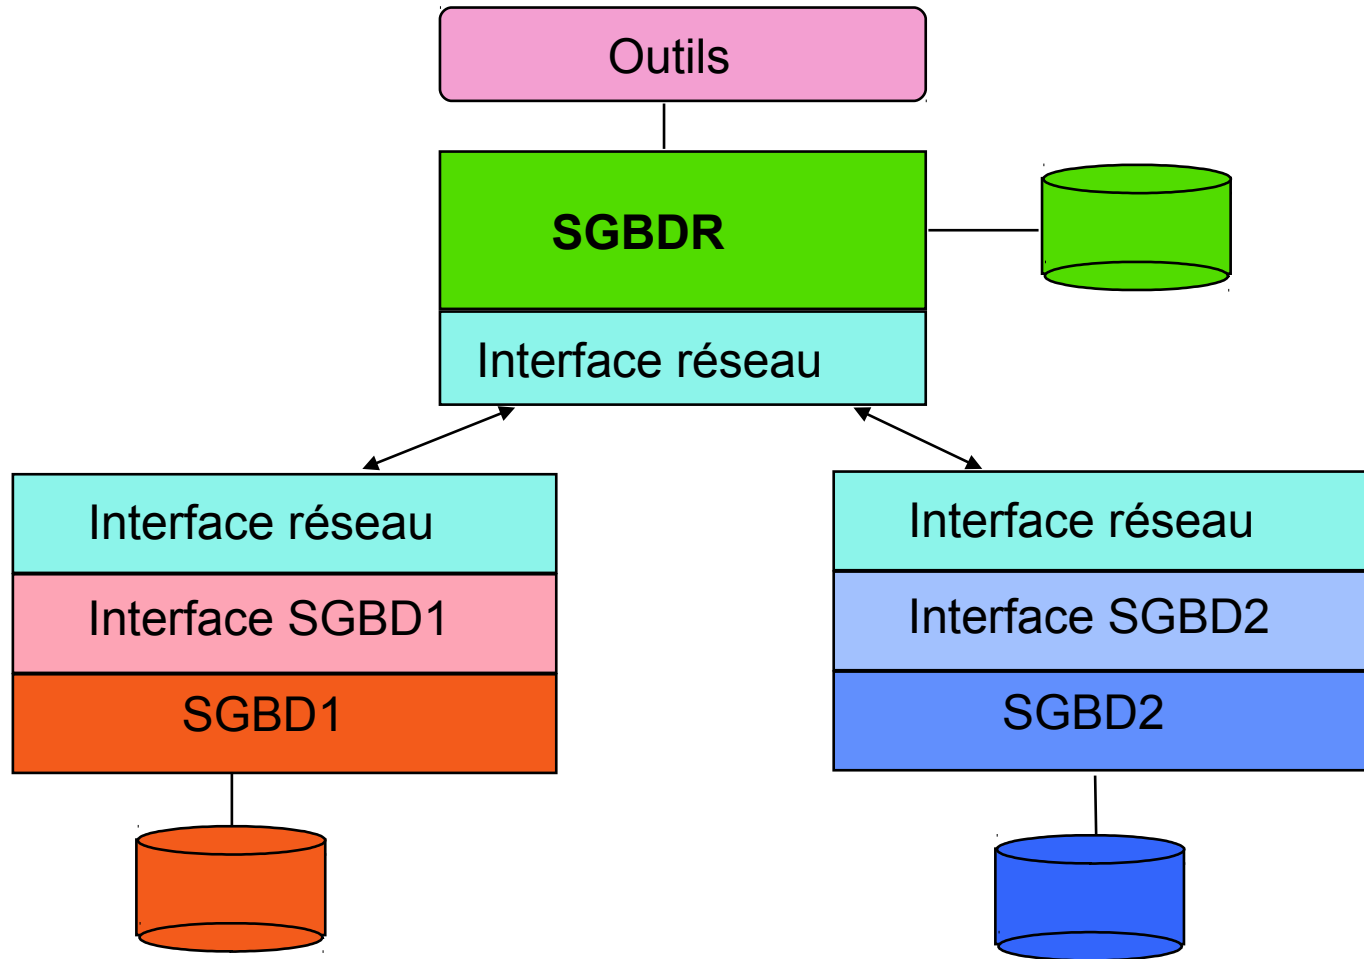 Outils
SGBDR
Interface réseau
Interface réseau
Interface SGBD1
SGBD1
Interface réseau
Interface SGBD2
SGBD2